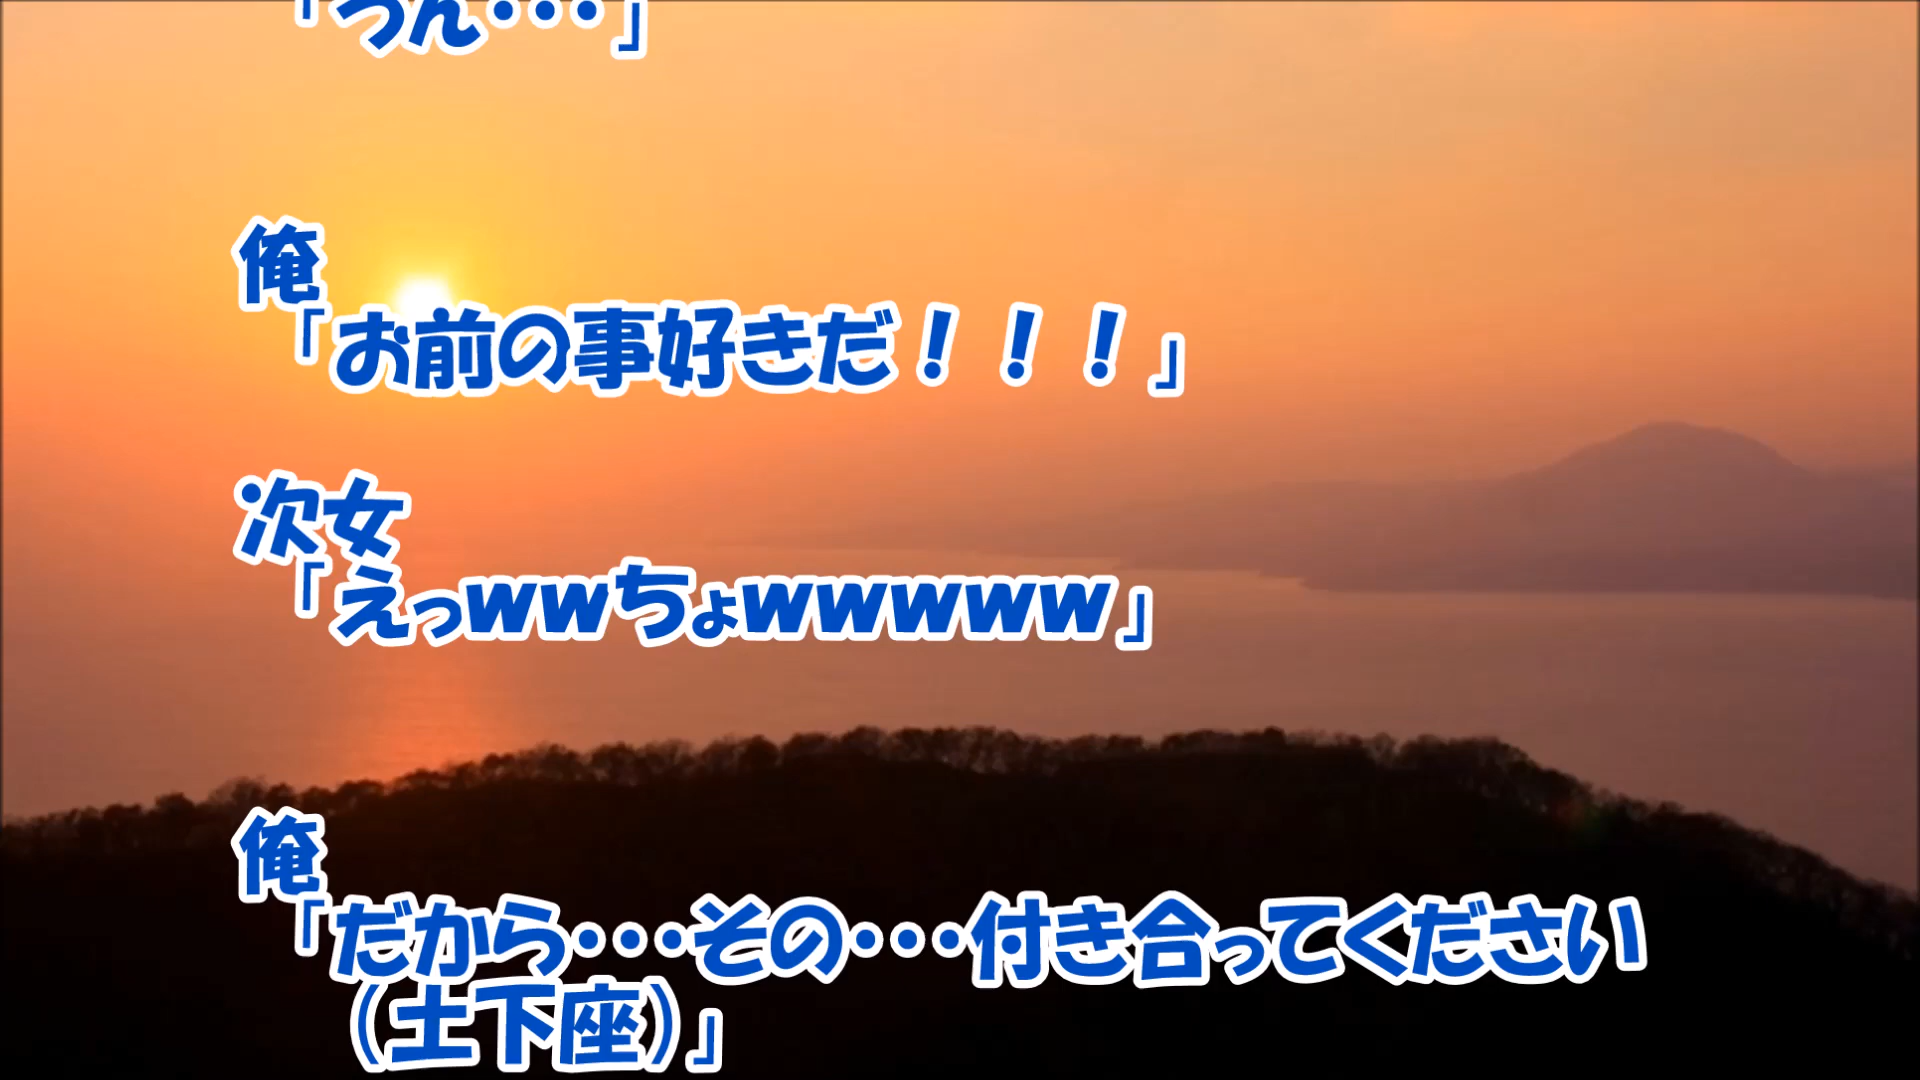 「うん・・・」
俺
「お前の事好きだ！！！」
次女
「えっｗｗちょｗｗｗｗｗ」
俺
「だから・・・その・・・付き合ってください
（土下座）」